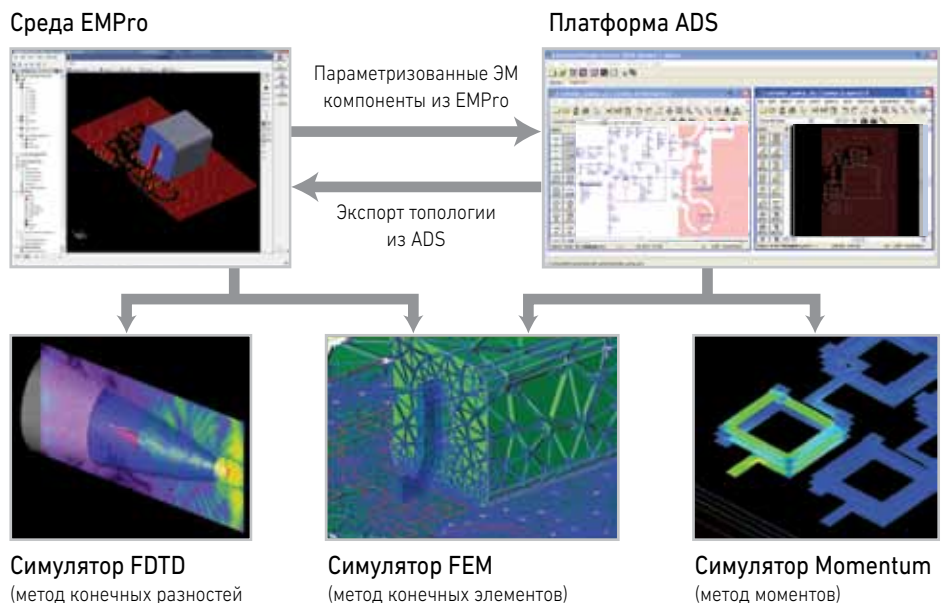 Среда EMPro
Платформа ADS
Параметризованные ЭМ
компоненты из EMPro
Экспорт топологии
из ADS
Симулятор FDTD
(метод конечных разностей
Симулятор FEM
(метод конечных элементов)
Симулятор Momentum
(метод моментов)